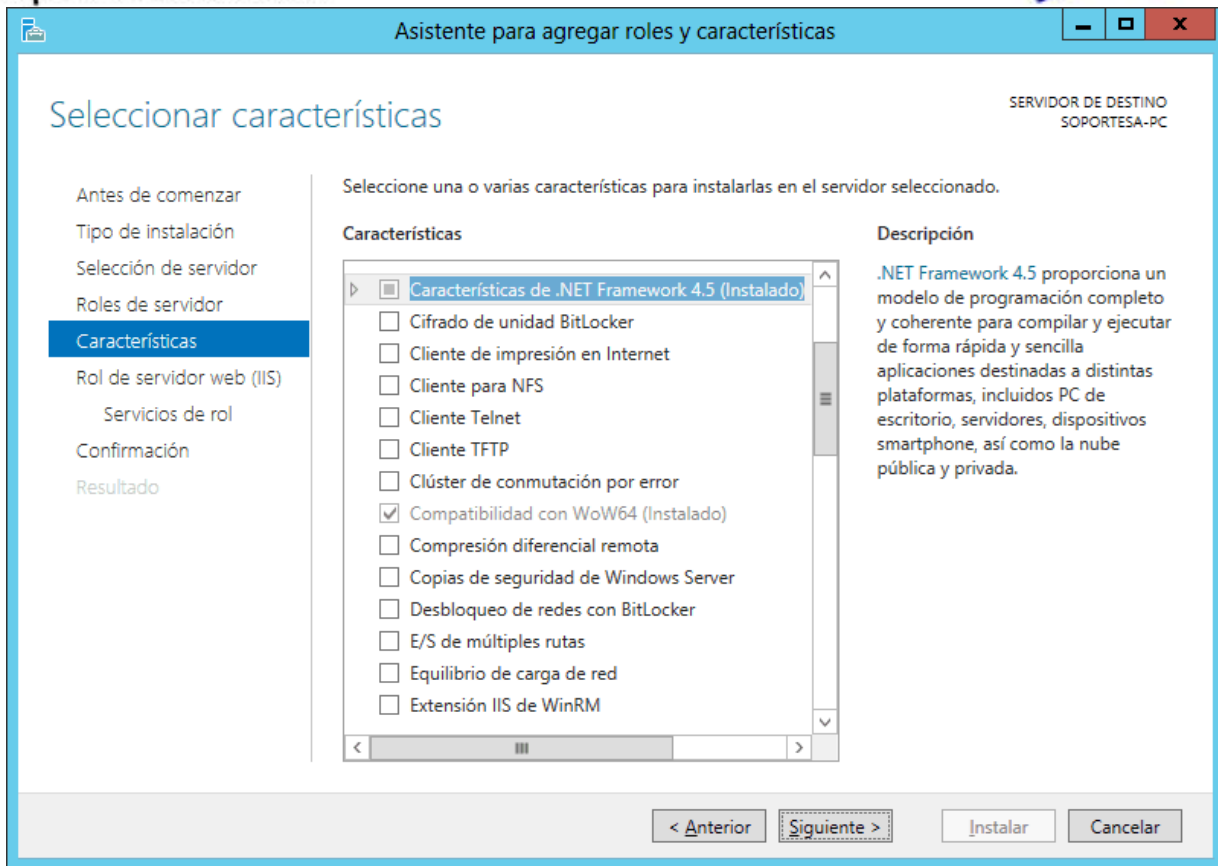 Asistente para agregar roles y características
Seleccionar características
SERVIDOR DE DESTINO
SOPORTESA-PC
Antes de comenzar
Tipo de instalación
Selección de servidor
Roles de servidor
Características
Rol de servidor web (IIS)
Servicios de rol
Confirmación
Resultado
Seleccione una o varias características para instalarlas en el servidor seleccionado.
Características
Características de .NET Framework 4.5 (Instalado)
Cifrado de unidad BitLocker
Cliente de impresión en Internet
Cliente para NFS
Cliente Telnet
Cliente TFTP
Clúster de conmutación por error
Compatibilidad con WoW64 (Instalado)
Compresión diferencial remota
Copias de seguridad de Windows Server
Desbloqueo de redes con BitLocker
E/S de múltiples rutas
Equilibrio de carga de red
Extensión IIS de WinRM
Descripción
.NET Framework 4.5 proporciona un
modelo de programación completo
y coherente para compilar y ejecutar
de forma rápida y sencilla
aplicaciones destinadas a distintas
plataformas, incluidos PC de
escritorio, servidores, dispositivos
smartphone, así como la nube
pública y privada.
< Anterior
Siguiente >
Instalar
Cancelar